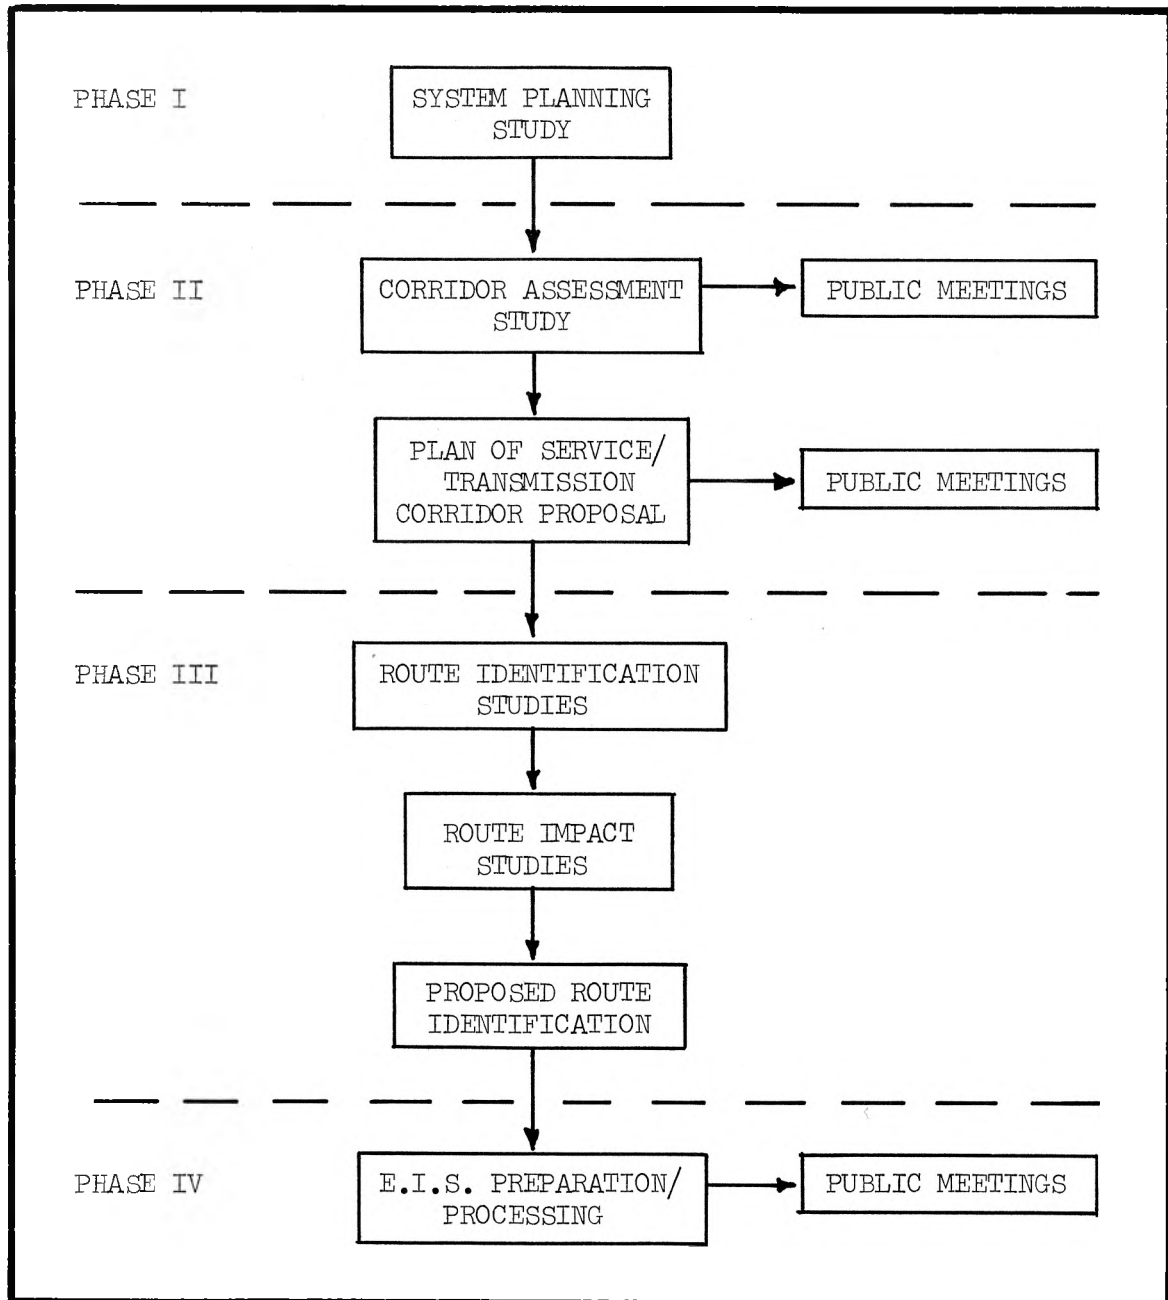 PHASE I
SYSTEM PLANNING
STUDY
PHASE II
CORRIDOR ASSESSMENT
STUDY
PUBLIC MEETINGS
PLAN OF SERVICE/
TRANSMISSION
CORRIDOR PROPOSAL
PUBLIC MEETINGS
PHASE III
ROUTE IDENTIFICATION
STUDIES
ROUTE IMPACT
STUDIES
PROPOSED ROUTE
IDENTIFICATION
PHASE IV
E.I.S. PREPARATION/
PROCESSING
PUBLIC MEETINGS